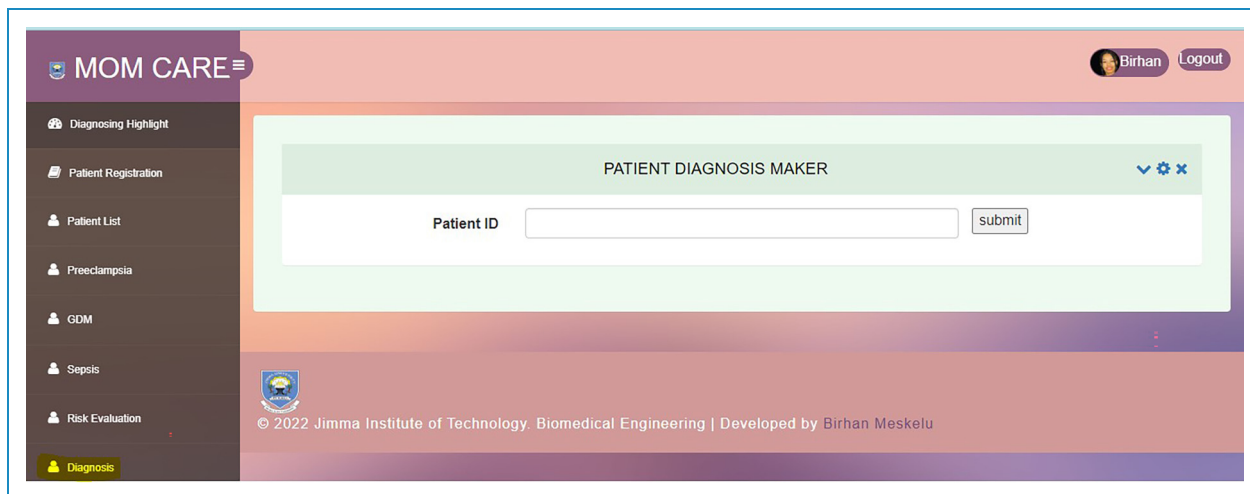 MOM CARE
Birhan
Logout
Diagnosing Highlight
Patient Registration
Patient List
Preeclampsia
GDM
Sepsis
Risk Evaluation
Diagnosis
PATIENT DIAGNOSIS MAKER
Patient ID
submit
© 2022 Jimma Institute of Technology. Biomedical Engineering | Developed by Birhan Meskelu